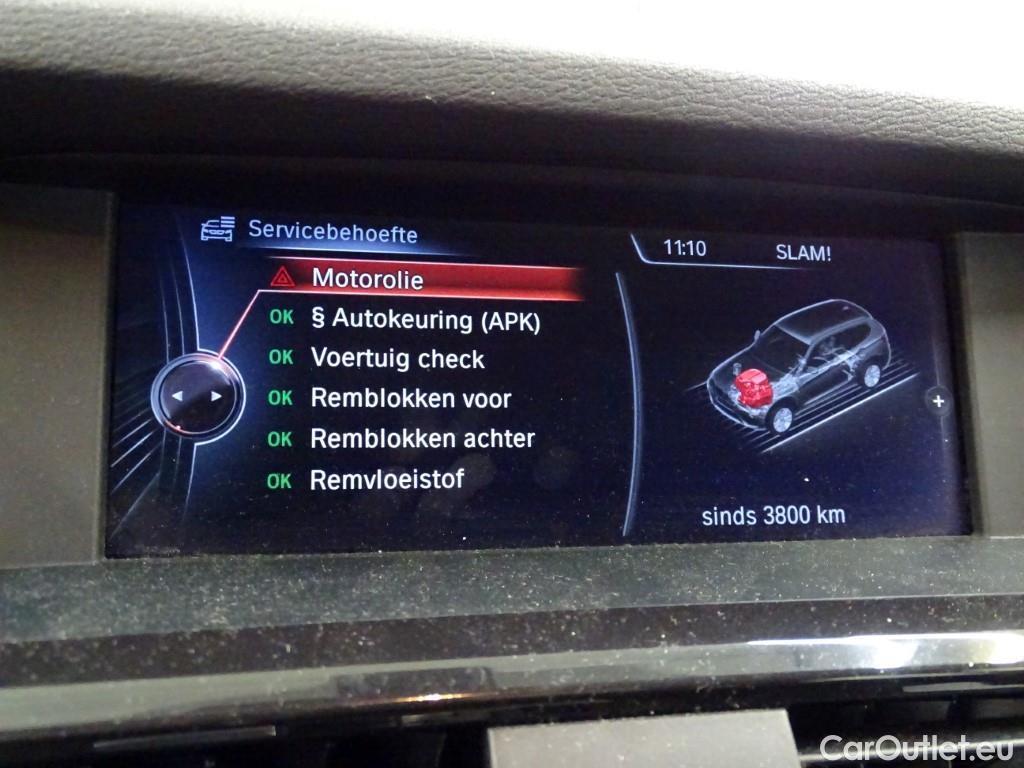 Servicebehoefte
11:10 SLAM!
Motorolie
OK § Autokeuring (APK)
OK Voertuig check
OK Remblokken voor
OK Remblokken achter
OK Remvloeistof
sinds 3800 km
CarOutlet.eu